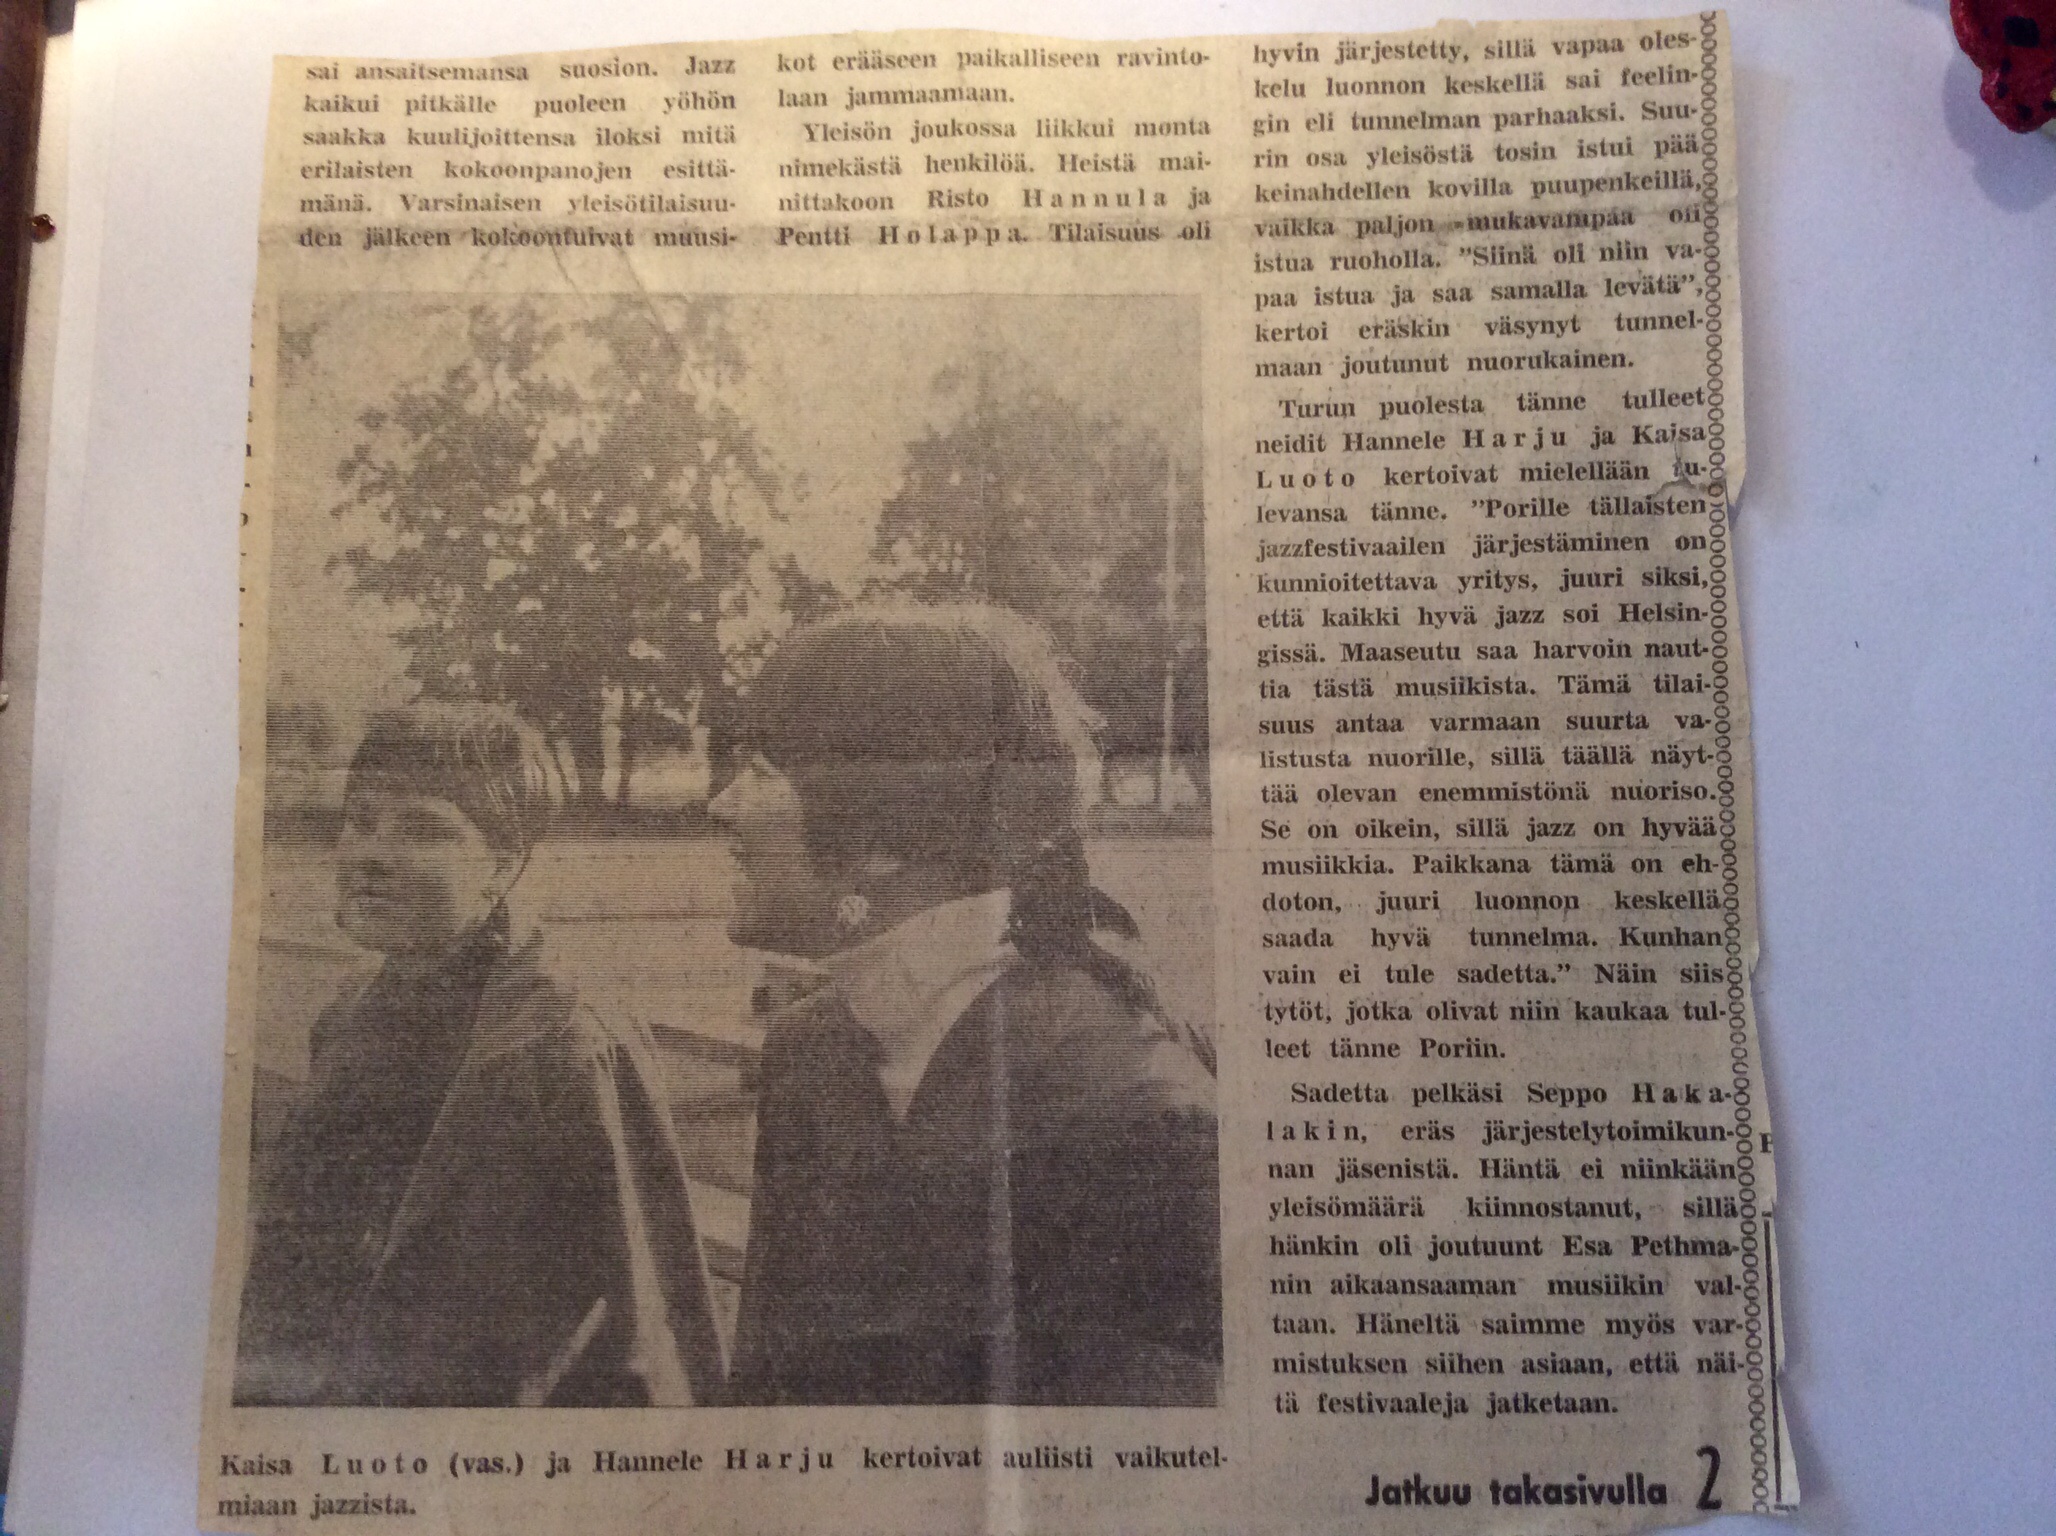 sai ansaitsemansa suosion. Jazz
kaikui pitkälle puoleen yöhön
saakka kuulijoittensa iloksi mitä
erilaisten kokoonpanojen esittä-
mänä. Varsinaisen yleisötilaisuu-
den jälkeen kokoontuivat muusi-
kot erääseen paikalliseen ravinto-
laan jammaamaan.
Yleisön joukossa liikkui monta
nimekästä henkilöä. Heistä mai-
nittakoon Risto Hannula ja
Pentti Holappa. Tilaisuus oli
hyvin järjestetty, sillä vapaa oles-
kelu luonnon keskellä sai feelin-
gin eli tunnelman parhaaksi. Suu-
rin osa yleisöstä tosin istui pää
keinahdellen kovilla puupenkeillä,
vaikka paljon mukavampaa oli
istua ruoholla. ”Siinä oli niin va-
paa istua ja saa samalla levätä”,
kertoi eräskin väsynyt tunnel-
maan joutunut nuorukainen.
Turun puolesta tänne tulleet
neidit Hannele Harju ja Kaisa
Luoto kertoivat mielellään tu-
levansa tänne. ”Porille tällaisten
jazzfestivaailen järjestäminen on
kunnioitettava yritys, juuri siksi,
että kaikki hyvä jazz soi Helsin-
gissä. Maaseutu saa harvoin naut-
tia tästä musiikista. Tämä tilai-
suus antaa varmaan suurta va-
listusta nuorille, sillä täällä näyt-
tää olevan enemmistönä nuoriso.
Se on oikein, sillä jazz on hyvää
musiikkia. Paikkana tämä on eh-
doton, juuri luonnon keskellä
saada hyvä tunnelma. Kunhan
vain ei tule sadetta.” Näin siis
tytöt, jotka olivat niin kaukaa tul-
leet tänne Poriin.
Sadetta pelkäsi Seppo Haka-
lakin, eräs järjestelytoimikun-
nan jäsenistä. Häntä ei niinkään
yleisömäärä kiinnostanut, sillä
hänkin oli joutuunt Esa Pethma-
nin aikaansaaman musiikin val-
taan. Häneltä saimme myös var-
mistuksen siihen asiaan, että näi-
tä festivaaleja jatketaan.
Jatkuu takasivulla 2
Kaisa Luoto (vas.) ja Hannele Harju kertoivat auliisti vaikutel-
miaan jazzista.